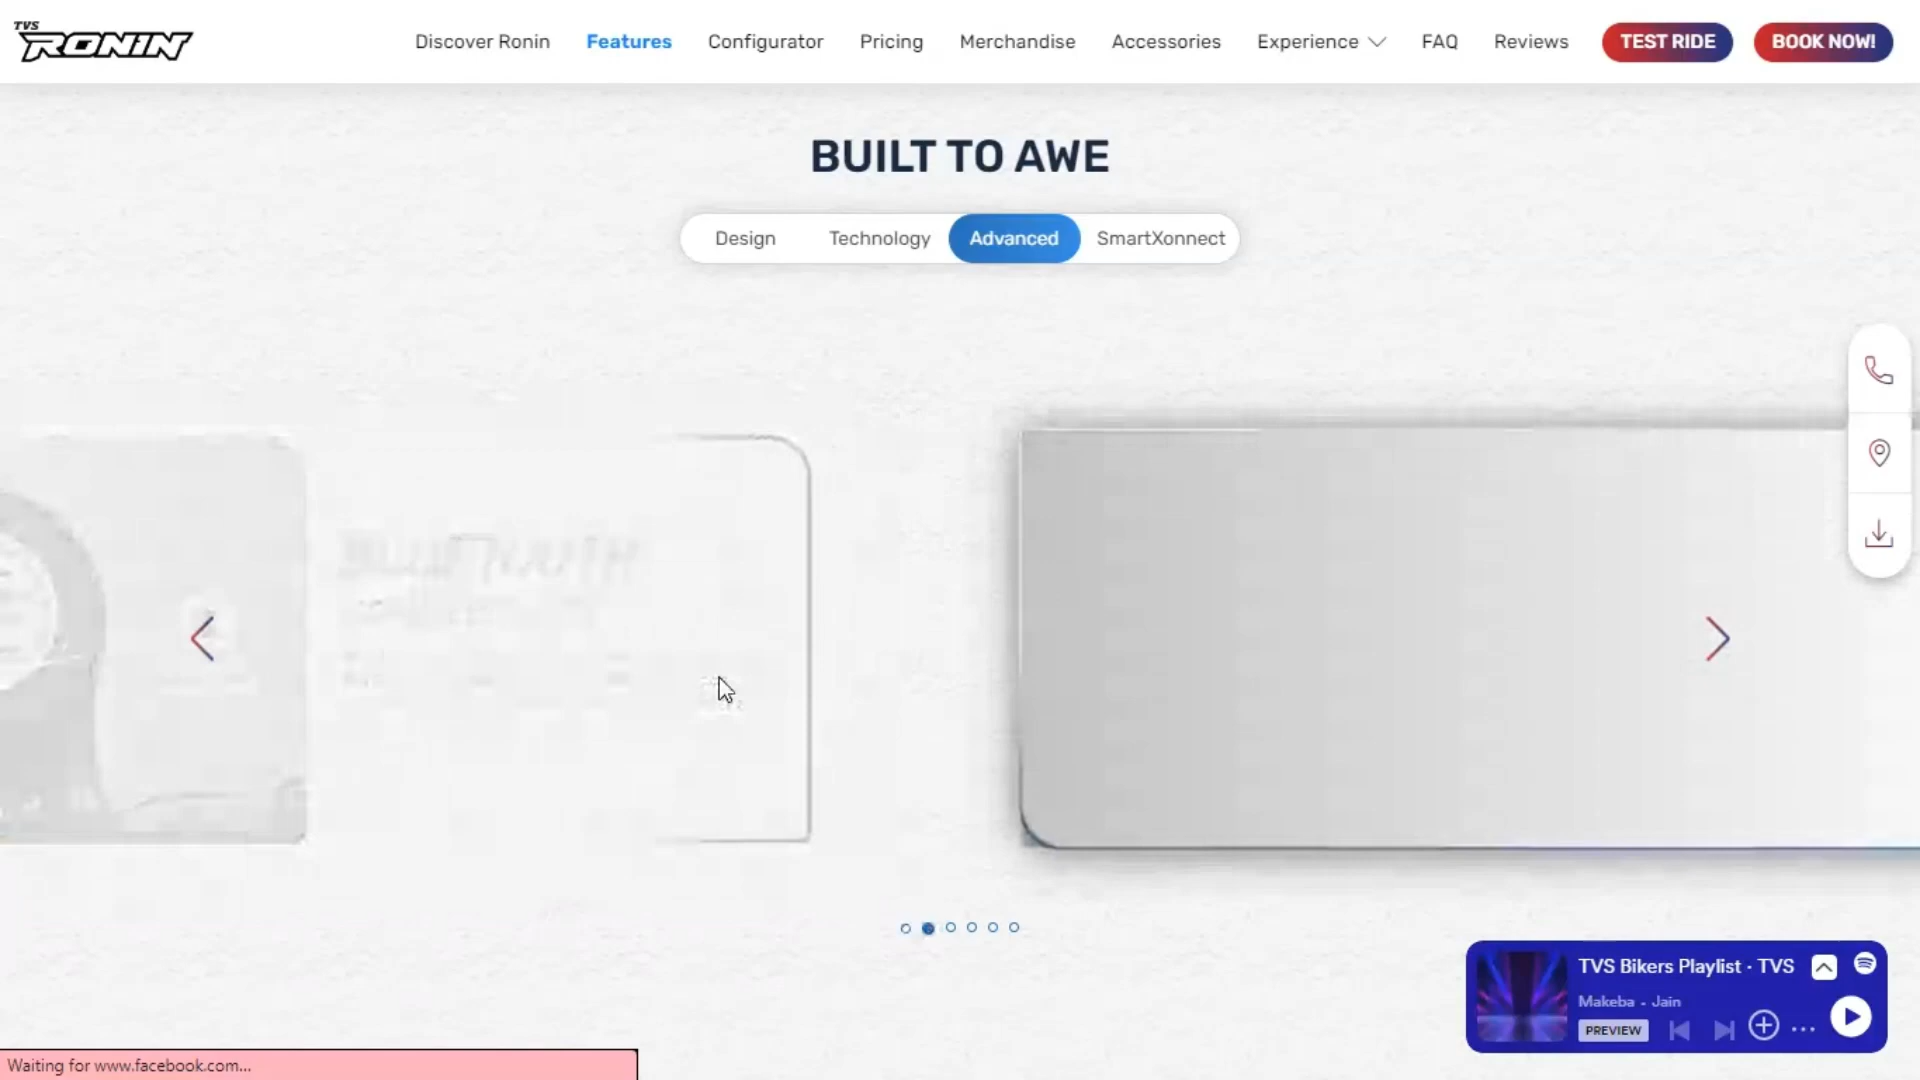 TVS
RONIN
Discover Ronin
Features
Configurator
Pricing
Merchandise
Accessories
Experience
FAQ
Reviews
TEST RIDE
BOOK NOW!
BUILT TO AWE
Design
Technology
Advanced
SmartXonnect
TVS Bikers Playlist · TVS
Makeba - Jain
PREVIEW
Waiting for www.facebook.com...